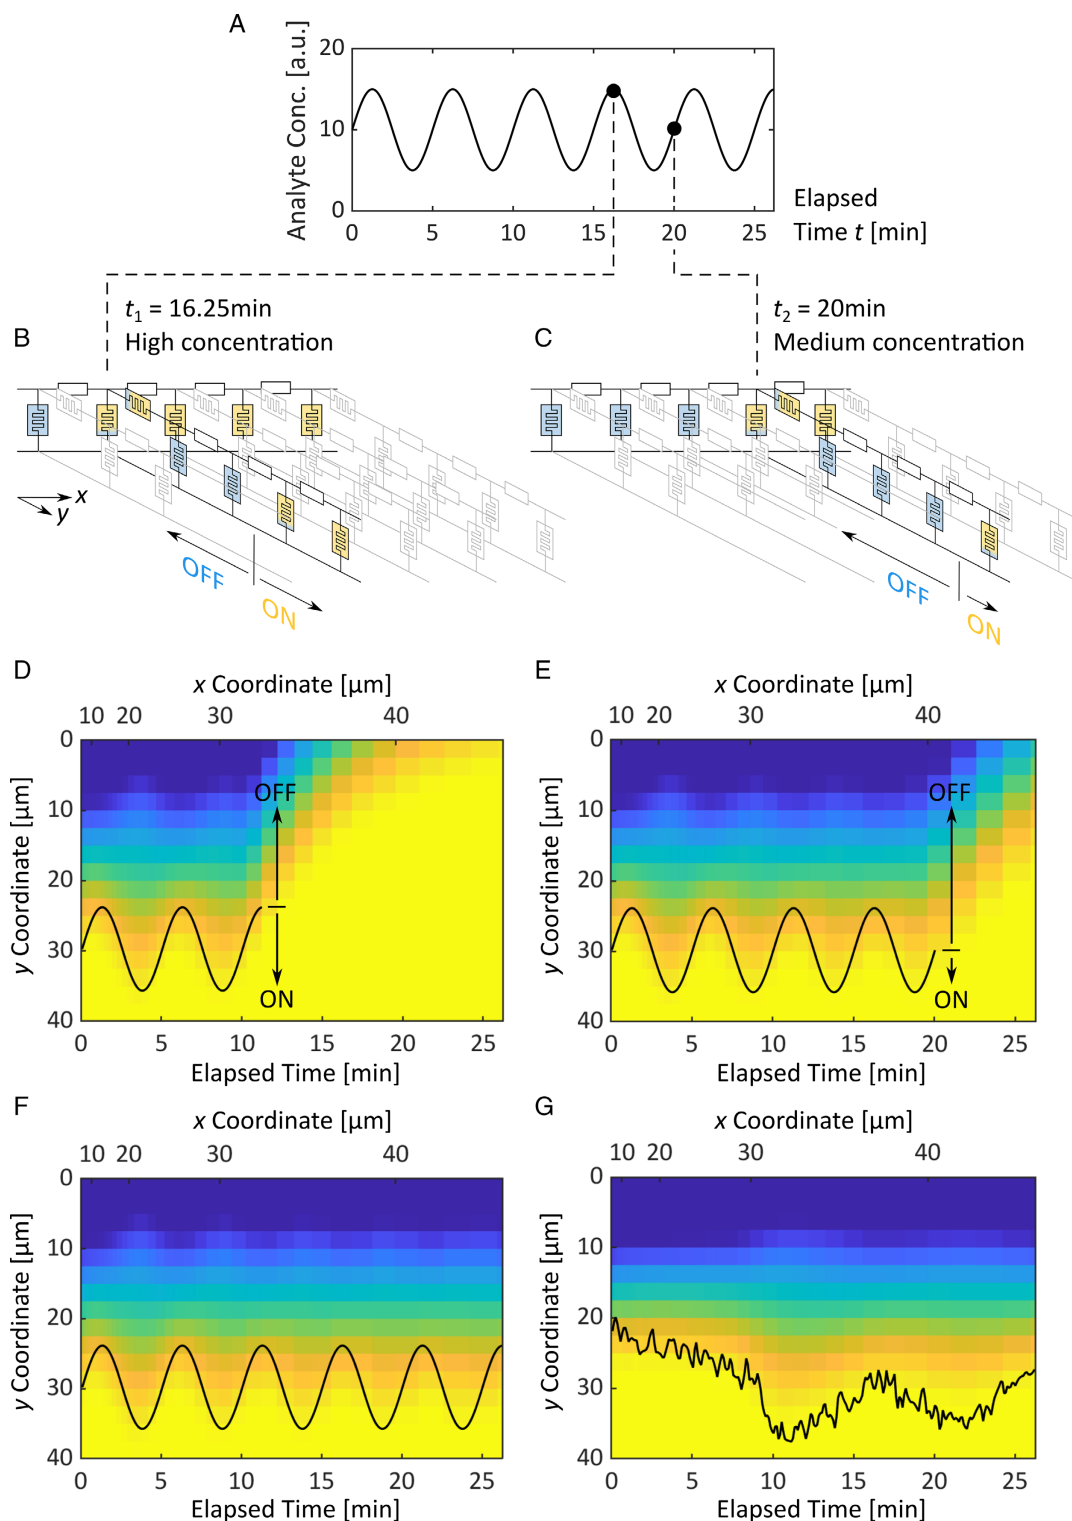 A
Analyte Conc. [a.u.]
20
10
0
0 5 10 15 20 25
Elapsed
Time t [min]
t1 = 16.25min
High concentration
B
t2 = 20min
Medium concentration
C
x
y
OFF
ON
OFF
ON
D
x Coordinate [µm]
10 20 30 40
y Coordinate [µm]
0
10
20
30
40
OFF
ON
0 5 10 15 20 25
Elapsed Time [min]
E
x Coordinate [µm]
10 20 30 40
y Coordinate [µm]
0
10
20
30
40
OFF
ON
0 5 10 15 20 25
Elapsed Time [min]
F
x Coordinate [µm]
10 20 30 40
y Coordinate [µm]
0
10
20
30
40
0 5 10 15 20 25
Elapsed Time [min]
G
x Coordinate [µm]
10 20 30 40
y Coordinate [µm]
0
10
20
30
40
0 5 10 15 20 25
Elapsed Time [min]